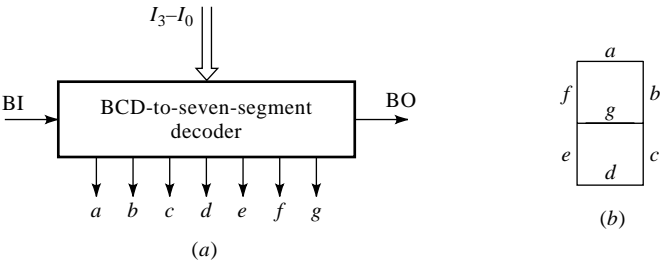 I₃–I₀
BI
BCD-to-seven-segment
decoder
BO
a b c d e f g
(a)
a
f
b
g
e
c
d
(b)